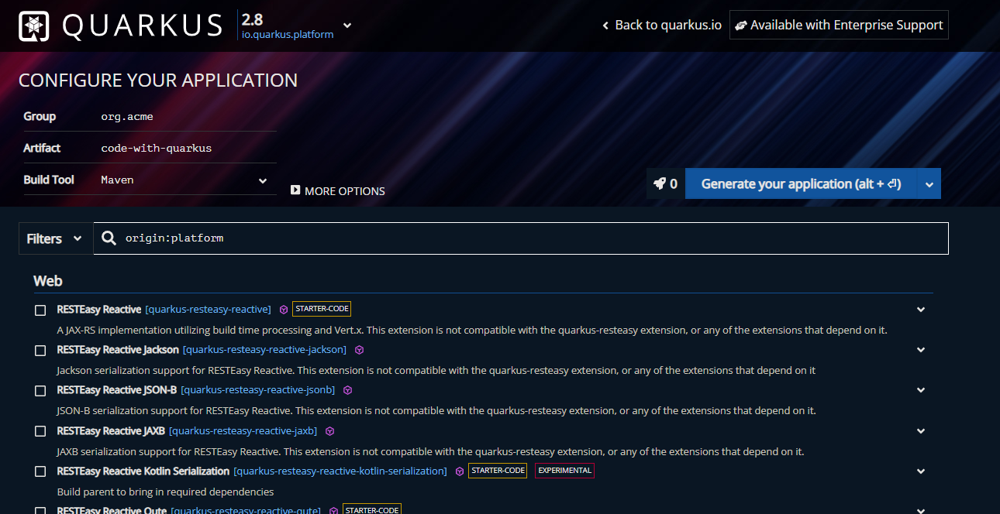 QUARKUS
2.8
io.quarkus.platform
Back to quarkus.io
Available with Enterprise Support
CONFIGURE YOUR APPLICATION
Group org.acme
Artifact code-with-quarkus
Build Tool Maven
MORE OPTIONS
0
Generate your application (alt + ⏎)
Filters
origin:platform
Web
RESTEasy Reactive [quarkus-resteasy-reactive] STARTER-CODE
A JAX-RS implementation utilizing build time processing and Vert.x. This extension is not compatible with the quarkus-resteasy extension, or any of the extensions that depend on it.
RESTEasy Reactive Jackson [quarkus-resteasy-reactive-jackson]
Jackson serialization support for RESTEasy Reactive. This extension is not compatible with the quarkus-resteasy extension, or any of the extensions that depend on it
RESTEasy Reactive JSON-B [quarkus-resteasy-reactive-jsonb]
JSON-B serialization support for RESTEasy Reactive. This extension is not compatible with the quarkus-resteasy extension, or any of the extensions that depend on it.
RESTEasy Reactive JAXB [quarkus-resteasy-reactive-jaxb]
JAXB serialization support for RESTEasy Reactive. This extension is not compatible with the quarkus-resteasy extension, or any of the extensions that depend on it.
RESTEasy Reactive Kotlin Serialization [quarkus-resteasy-reactive-kotlin-serialization] STARTER-CODE EXPERIMENTAL
Build parent to bring in required dependencies
RESTEasy Reactive Qute [quarkus-resteasy-reactive-qute] STARTER-CODE